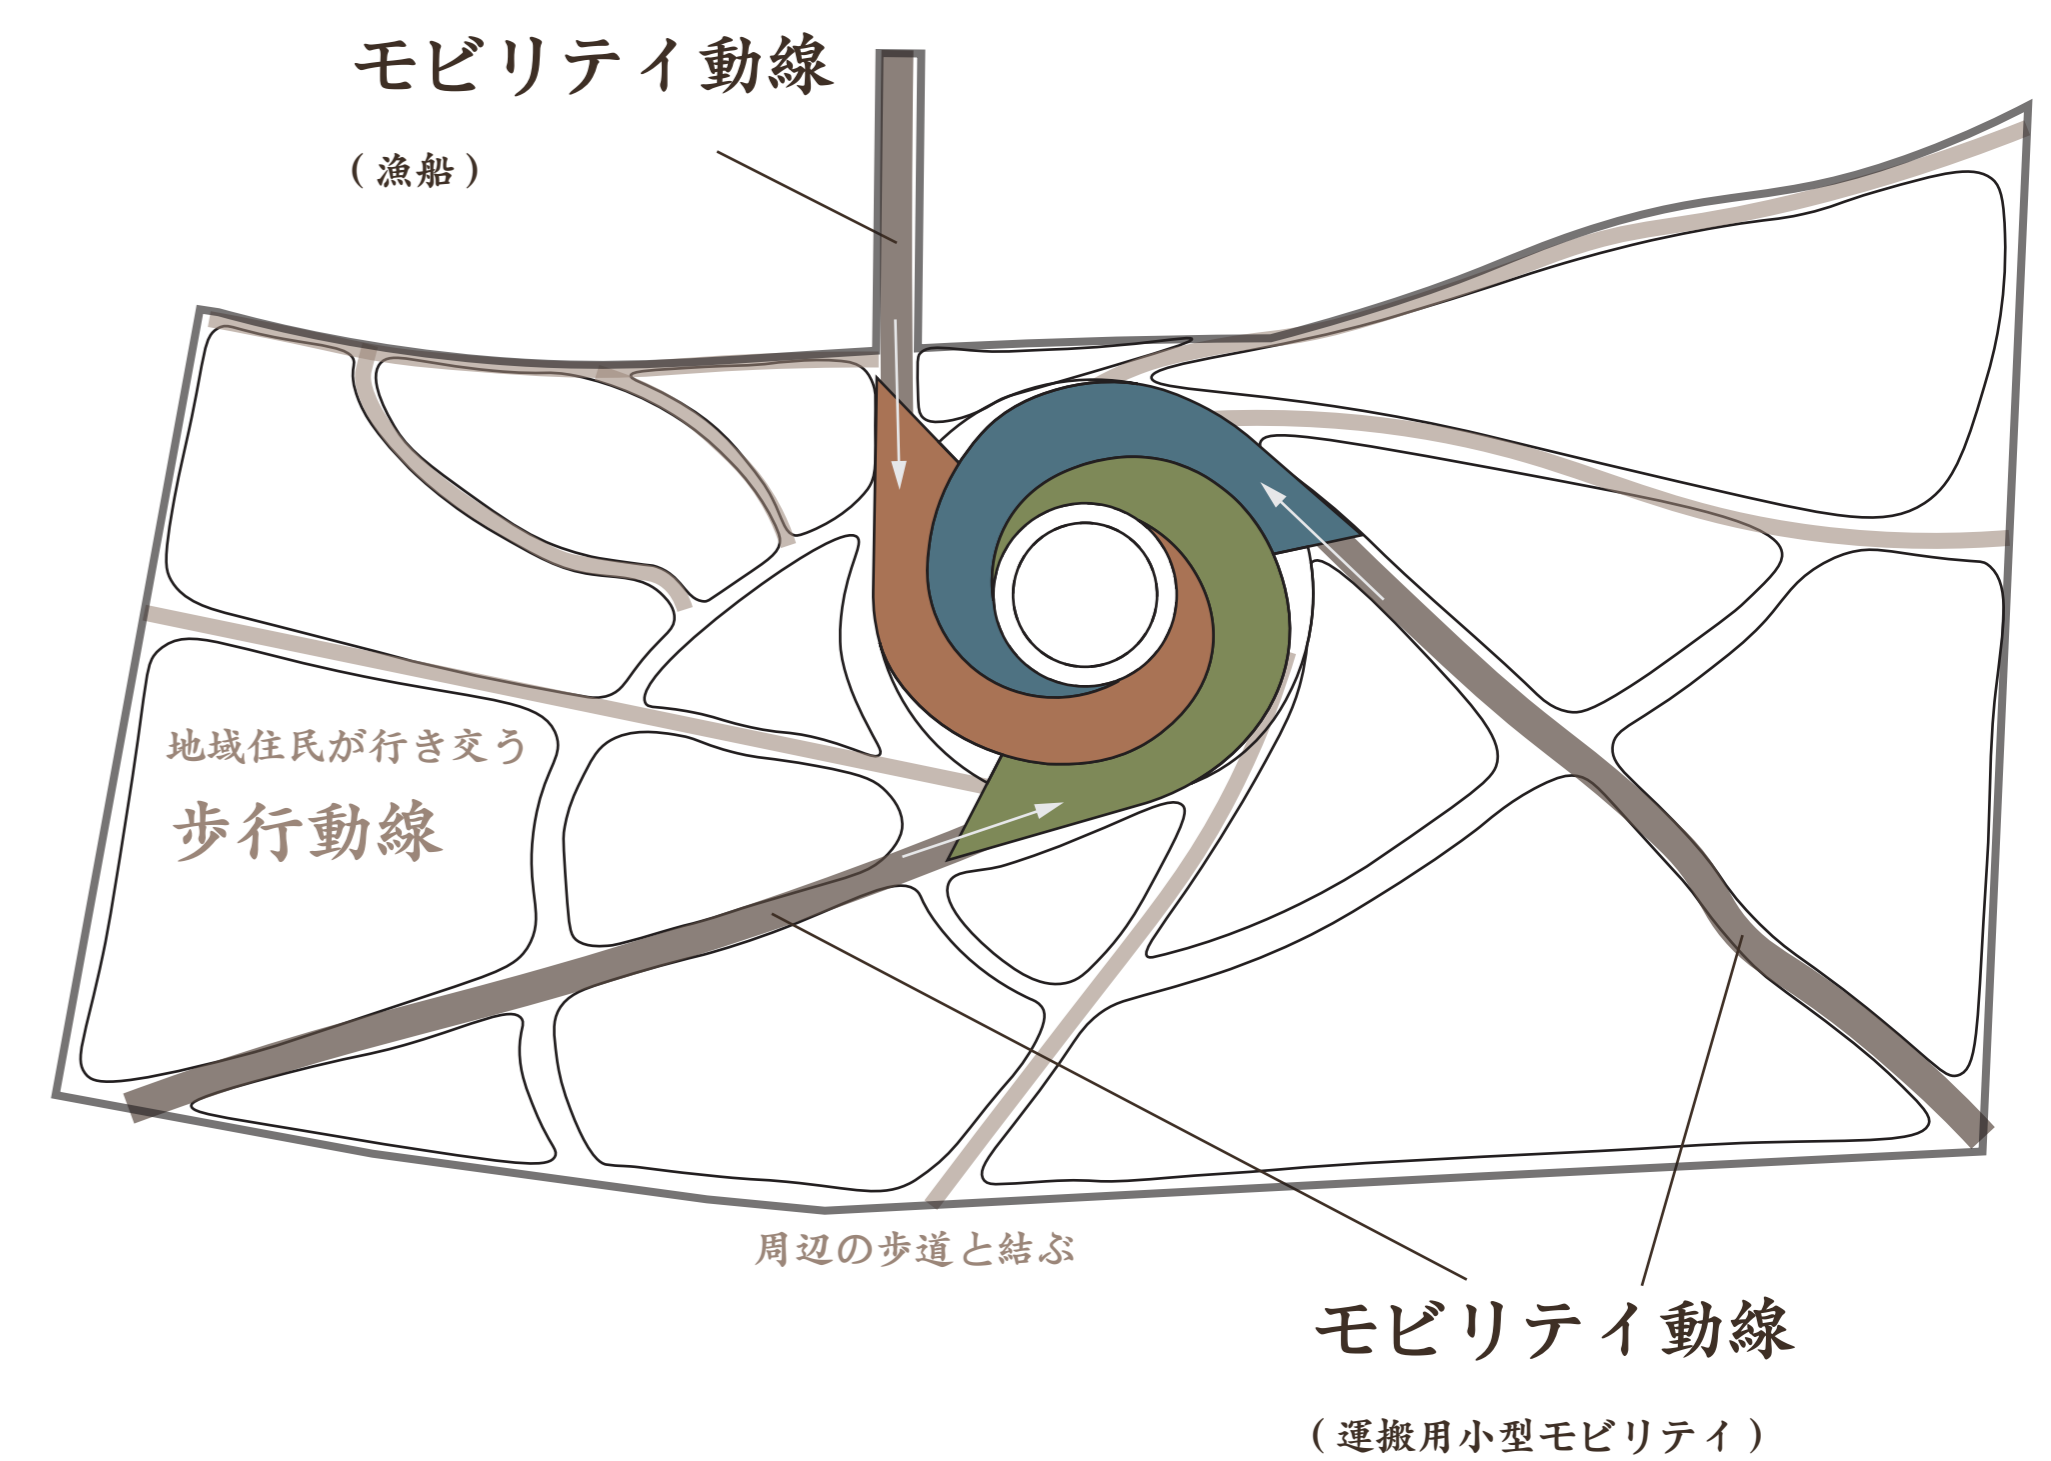 モビリティ動線
(漁船)
地域住民が行き交う
歩行動線
周辺の歩道と結ぶ
モビリティ動線
(運搬用小型モビリティ)